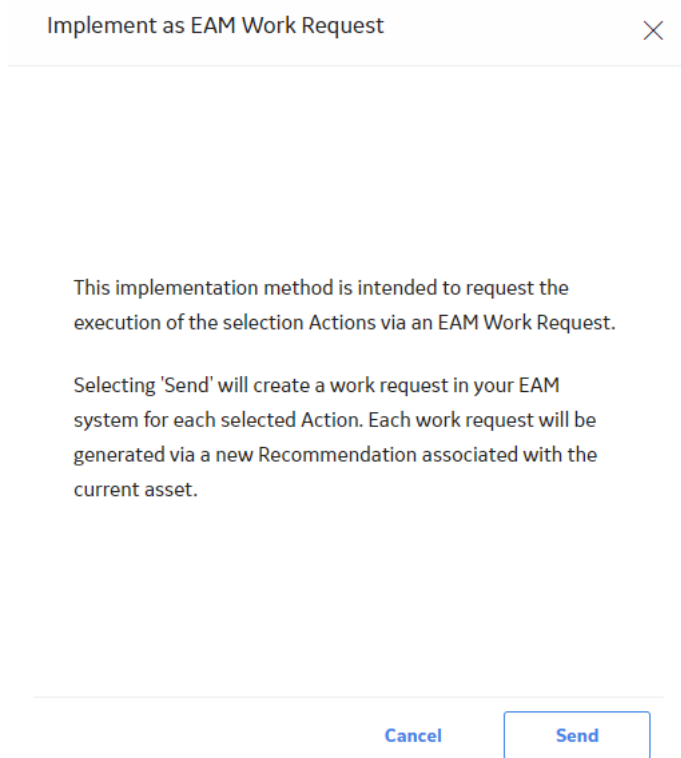 Implement as EAM Work Request
This implementation method is intended to request the
execution of the selection Actions via an EAM Work Request.
Selecting 'Send' will create a work request in your EAM
system for each selected Action. Each work request will be
generated via a new Recommendation associated with the
current asset.
Cancel
Send